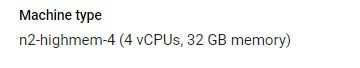 Machine type
n2-highmem-4 (4 vCPUs, 32 GB memory)